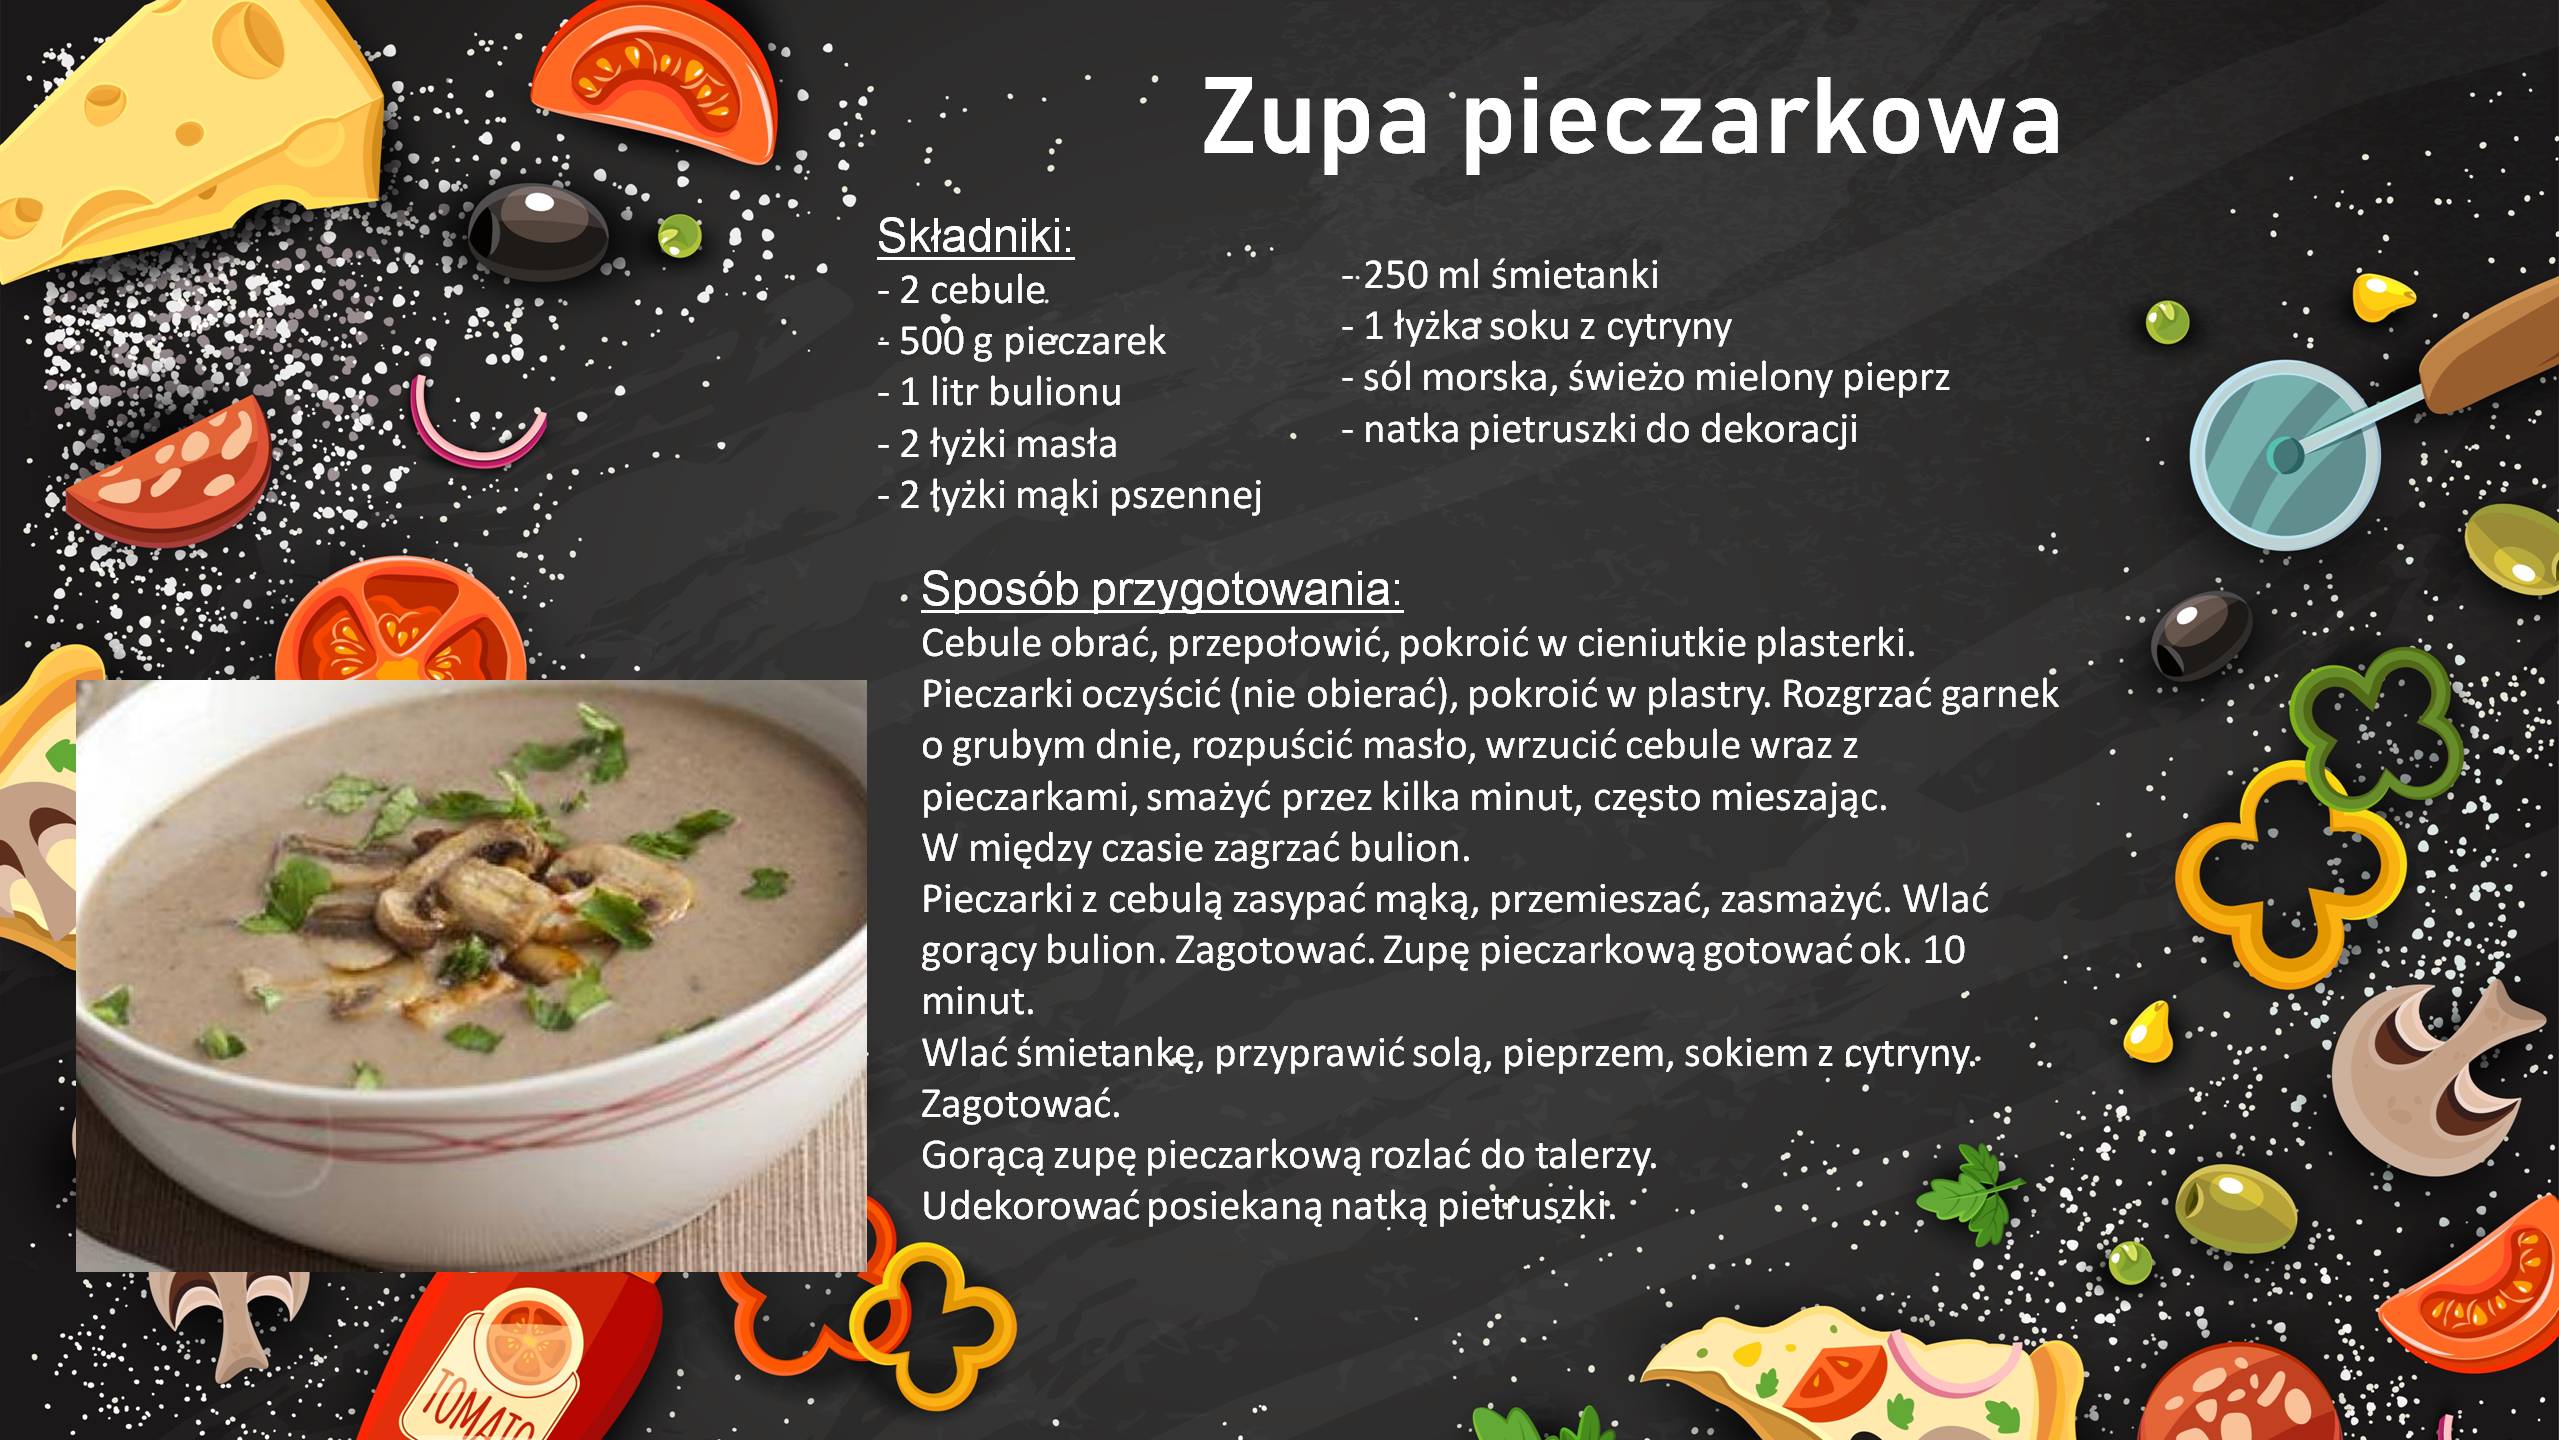 Zupa pieczarkowa
Składniki:
- 2 cebule
- 500 g pieczarek
- 1 litr bulionu
- 2 łyżki masła
- 2 łyżki mąki pszennej
- 250 ml śmietanki
- 1 łyżka soku z cytryny
- sól morska, świeżo mielony pieprz
- natka pietruszki do dekoracji
Sposób przygotowania:
Cebule obrać, przepołowić, pokroić w cieniutkie plasterki.
Pieczarki oczyścić (nie obierać), pokroić w plastry. Rozgrzać garnek
o grubym dnie, rozpuścić masło, wrzucić cebule wraz z
pieczarkami, smażyć przez kilka minut, często mieszając.
W między czasie zagrzać bulion.
Pieczarki z cebulą zasypać mąką, przemieszać, zasmażyć. Wlać
gorący bulion. Zagotować. Zupę pieczarkową gotować ok. 10
minut.
Wlać śmietankę, przyprawić solą, pieprzem, sokiem z cytryny.
Zagotować.
Gorącą zupę pieczarkową rozlać do talerzy.
Udekorować posiekaną natką pietruszki.
TOMATO